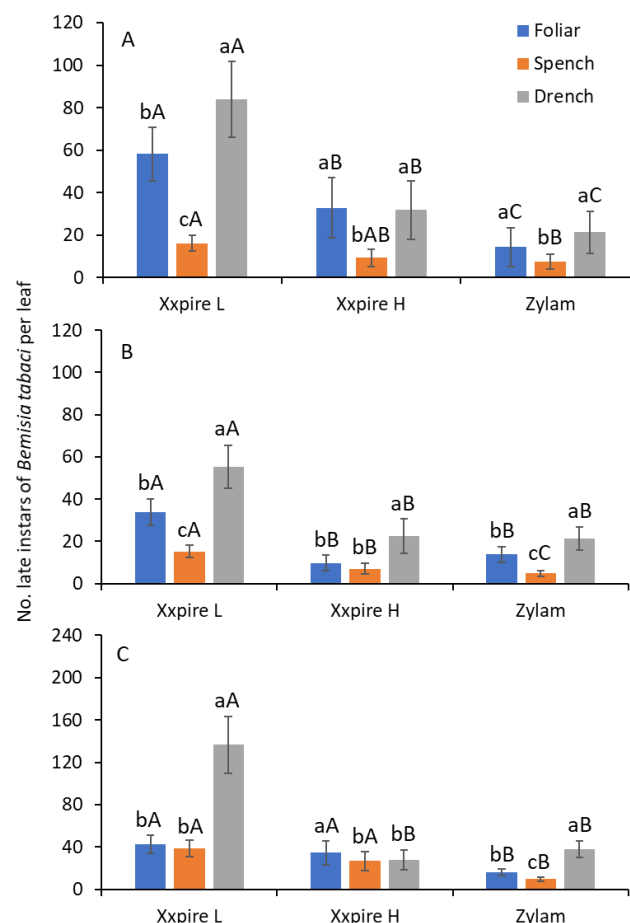 No. late instars of Bemisia tabaci per leaf
A
Foliar
Spench
Drench
120
100
80
60
40
20
0
bA
cA
aA
aB
bAB
aB
aC
bB
aC
Xxpire L
Xxpire H
Zylam
B
120
100
80
60
40
20
0
bA
cA
aA
bB
bB
aB
bB
cC
aB
Xxpire L
Xxpire H
Zylam
C
240
200
160
120
80
40
0
bA
bA
aA
aA
bA
bB
bB
cB
aB
Xxpire L
Xxpire H
Zylam